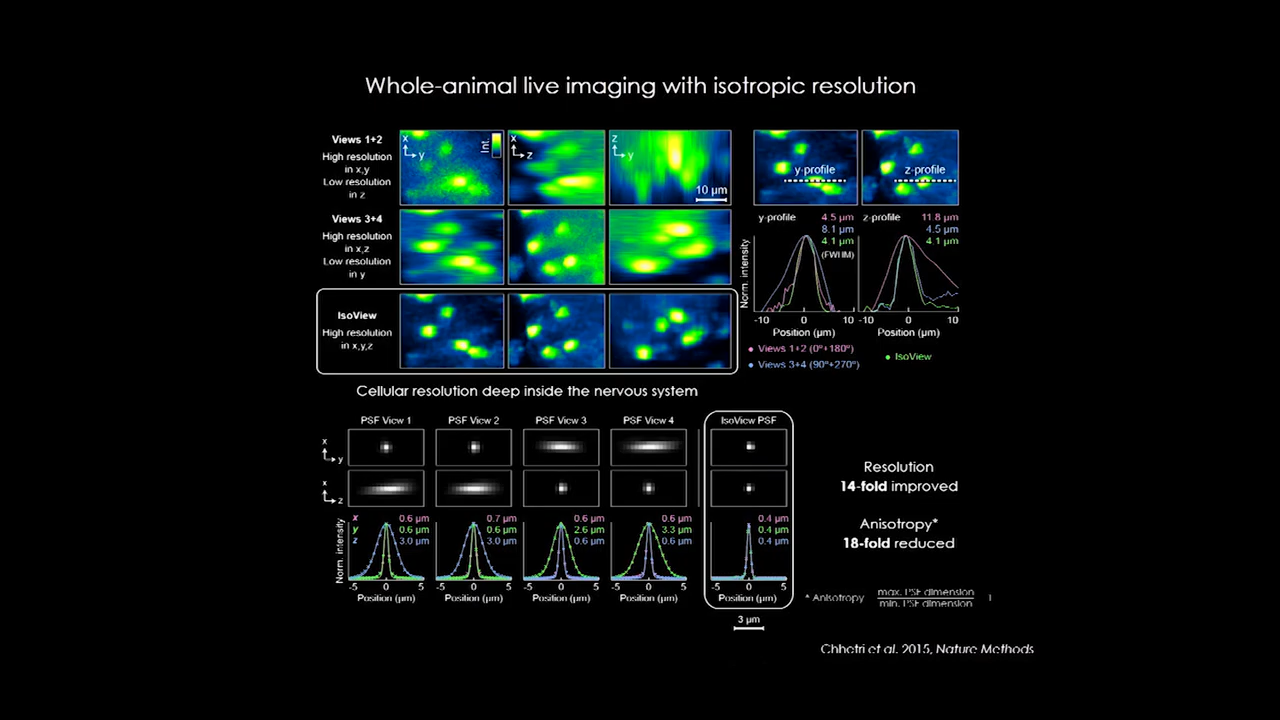 Whole-animal live imaging with isotropic resolution
Views 1+2
High resolution
in x,y
Low resolution
in z
x
y
Int.
x
z
z
y
10 μm
y-profile
z-profile
Views 3+4
High resolution
in x,z
Low resolution
in y
y-profile
4.5 μm
8.1 μm
4.1 μm
(FWHM)
z-profile
11.8 μm
4.5 μm
4.1 μm
Norm. intensity
-10 0 10
Position (μm)
-10 0 10
Position (μm)
IsoView
High resolution
in x,y,z
Views 1+2 (0°+180°)
Views 3+4 (90°+270°)
IsoView
Cellular resolution deep inside the nervous system
PSF View 1
PSF View 2
PSF View 3
PSF View 4
IsoView PSF
x
y
x
z
Norm. intensity
x 0.6 μm
y 0.6 μm
z 3.0 μm
0.7 μm
0.6 μm
3.0 μm
0.6 μm
2.6 μm
0.6 μm
0.6 μm
3.3 μm
0.6 μm
0.4 μm
0.4 μm
0.4 μm
-5 0 5
Position (μm)
-5 0 5
Position (μm)
-5 0 5
Position (μm)
-5 0 5
Position (μm)
-5 0 5
Position (μm)
3 μm
Resolution
14-fold improved
Anisotropy*
18-fold reduced
* Anisotropy
max. PSF dimension
min. PSF dimension
Chhetri et al. 2015, Nature Methods